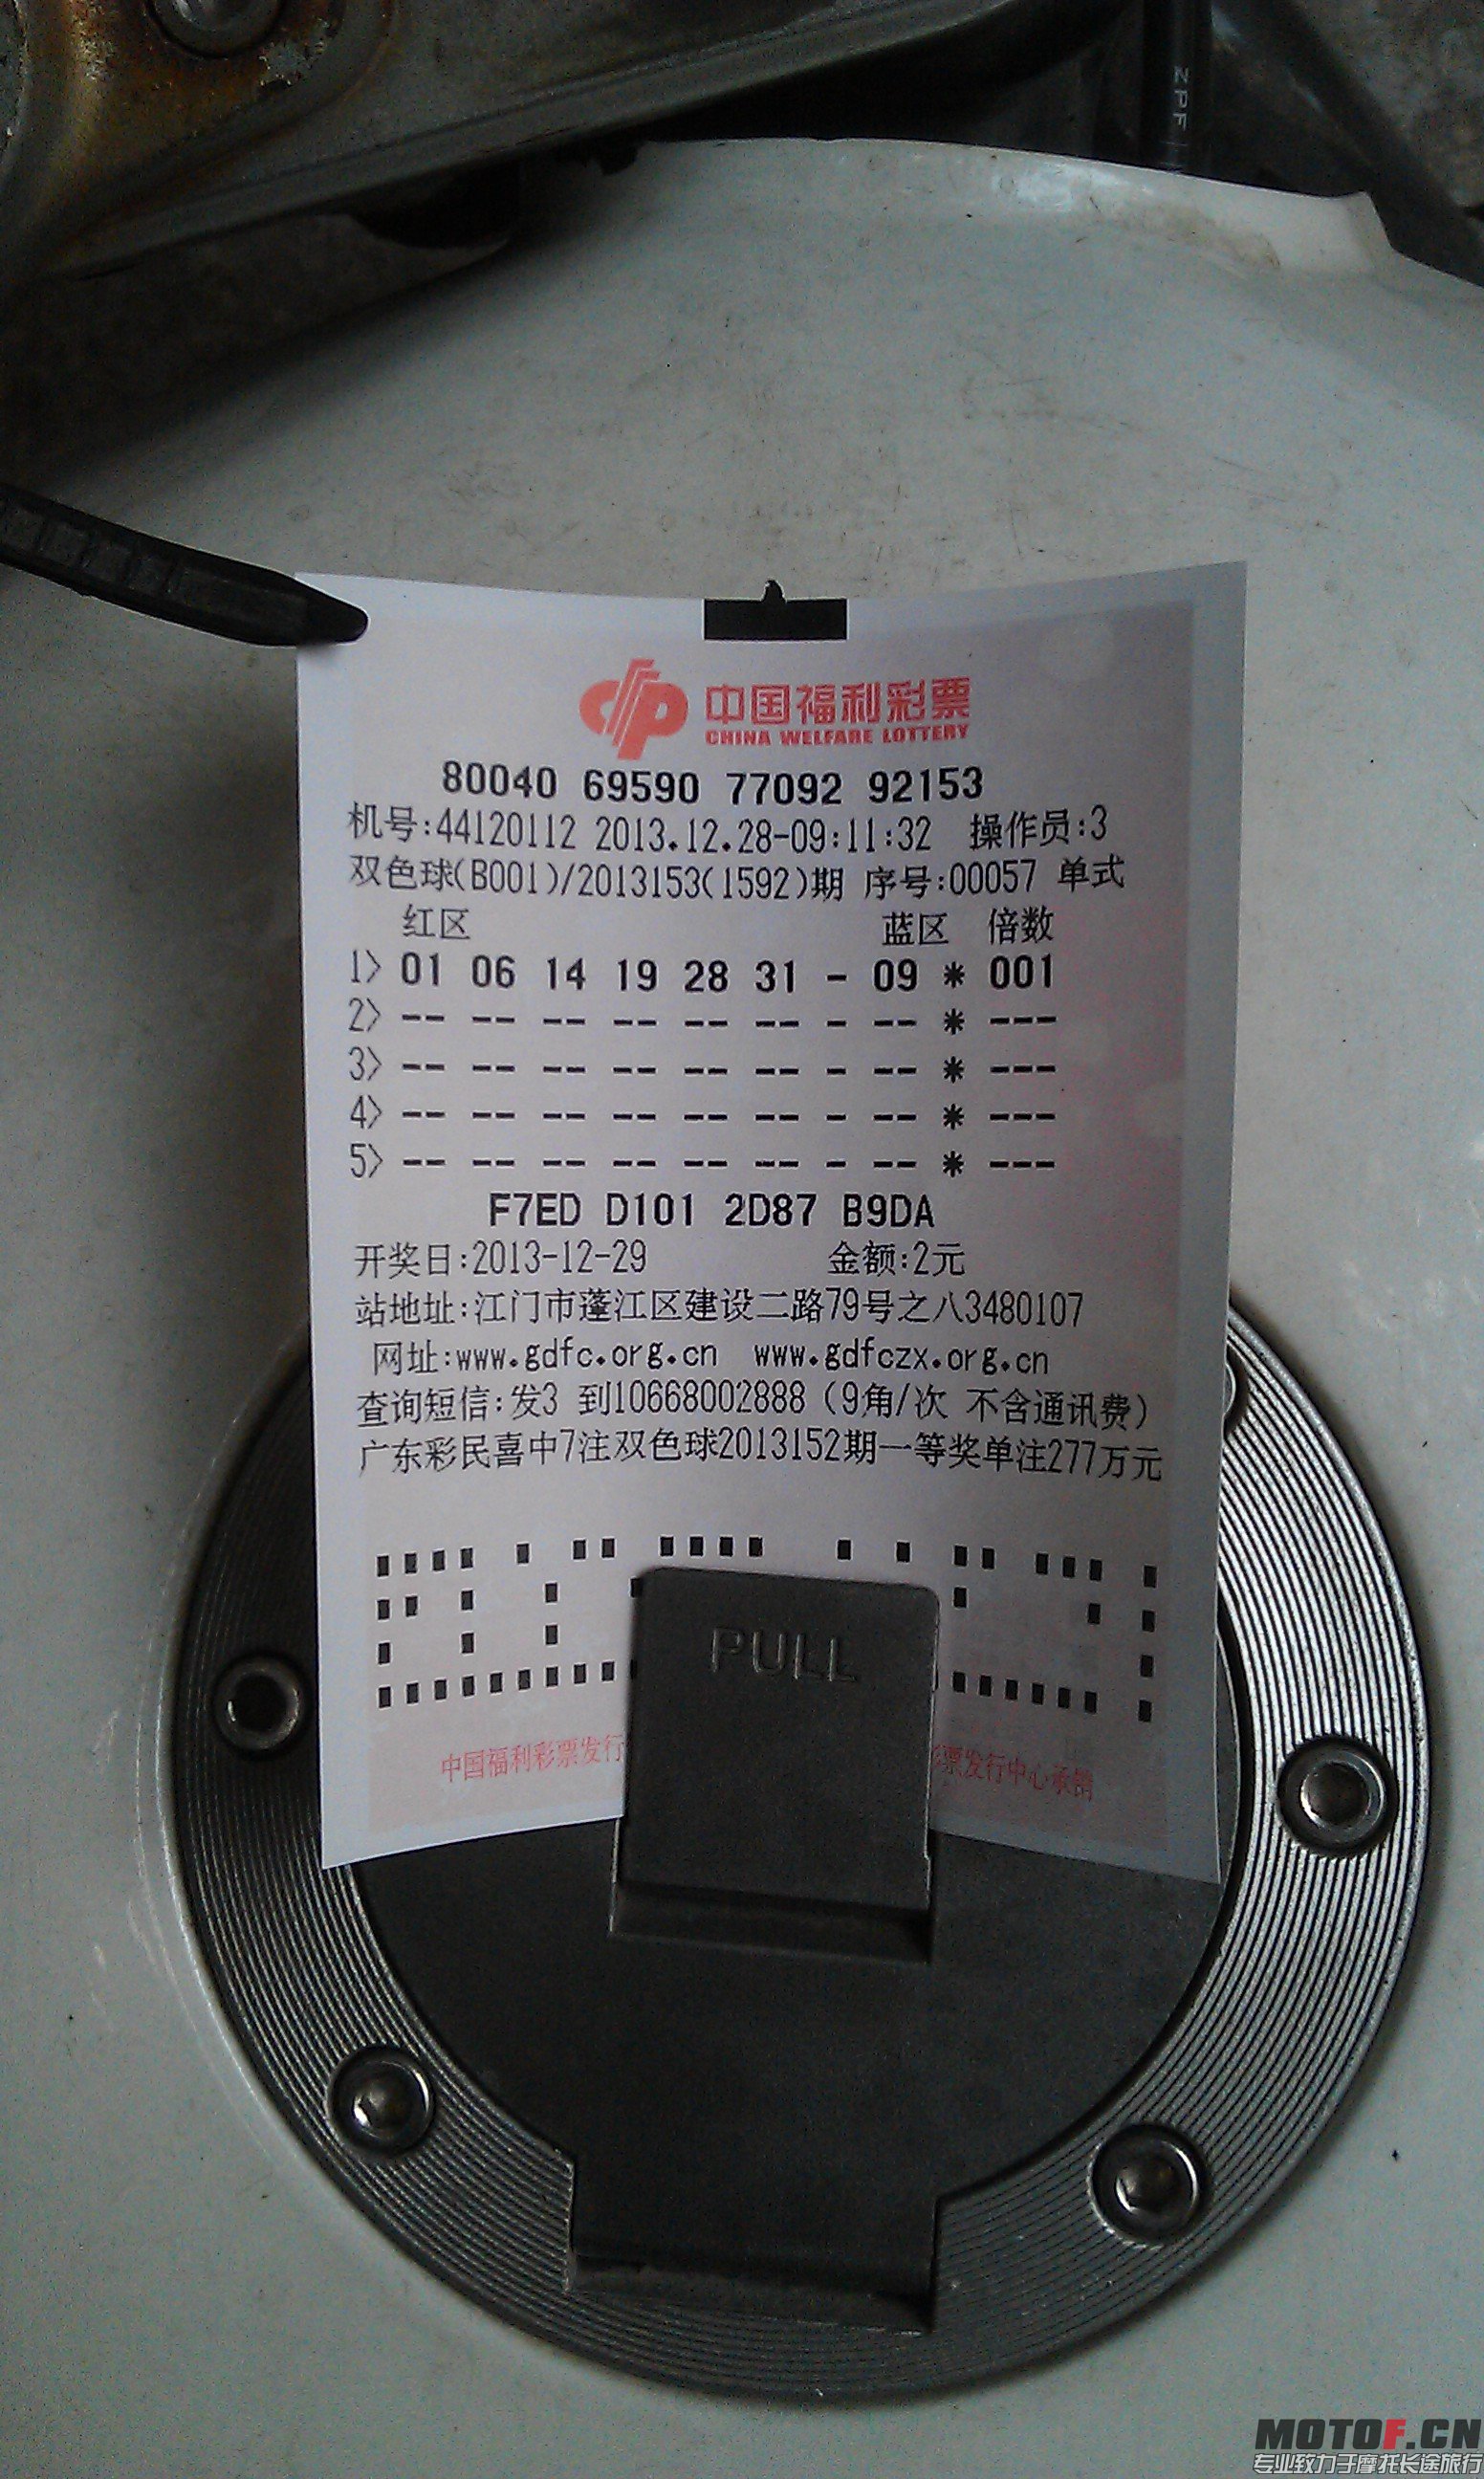 ZPF
中国福利彩票
CHINA WELFARE LOTTERY
80040 69590 77092 92153
机号:44120112 2013.12.28-09:11:32 操作员:3
双色球(B001)/2013153(1592)期 序号:00057 单式
红区 蓝区 倍数
1> 01 06 14 19 28 31 - 09 * 001
2> -- -- -- -- -- -- - -- * ---
3> -- -- -- -- -- -- - -- * ---
4> -- -- -- -- -- -- - -- * ---
5> -- -- -- -- -- -- - -- * ---
F7ED D101 2D87 B9DA
开奖日:2013-12-29 金额:2元
站地址:江门市蓬江区建设二路79号之八3480107
网址:www.gdfc.org.cn www.gdfczx.org.cn
查询短信:发3 到10668002888（9角/次 不含通讯费）
广东彩民喜中7注双色球2013152期一等奖单注277万元
PULL
中国福利彩票发行 彩票发行中心承销
MOTOF.CN
专业致力于摩托长途旅行